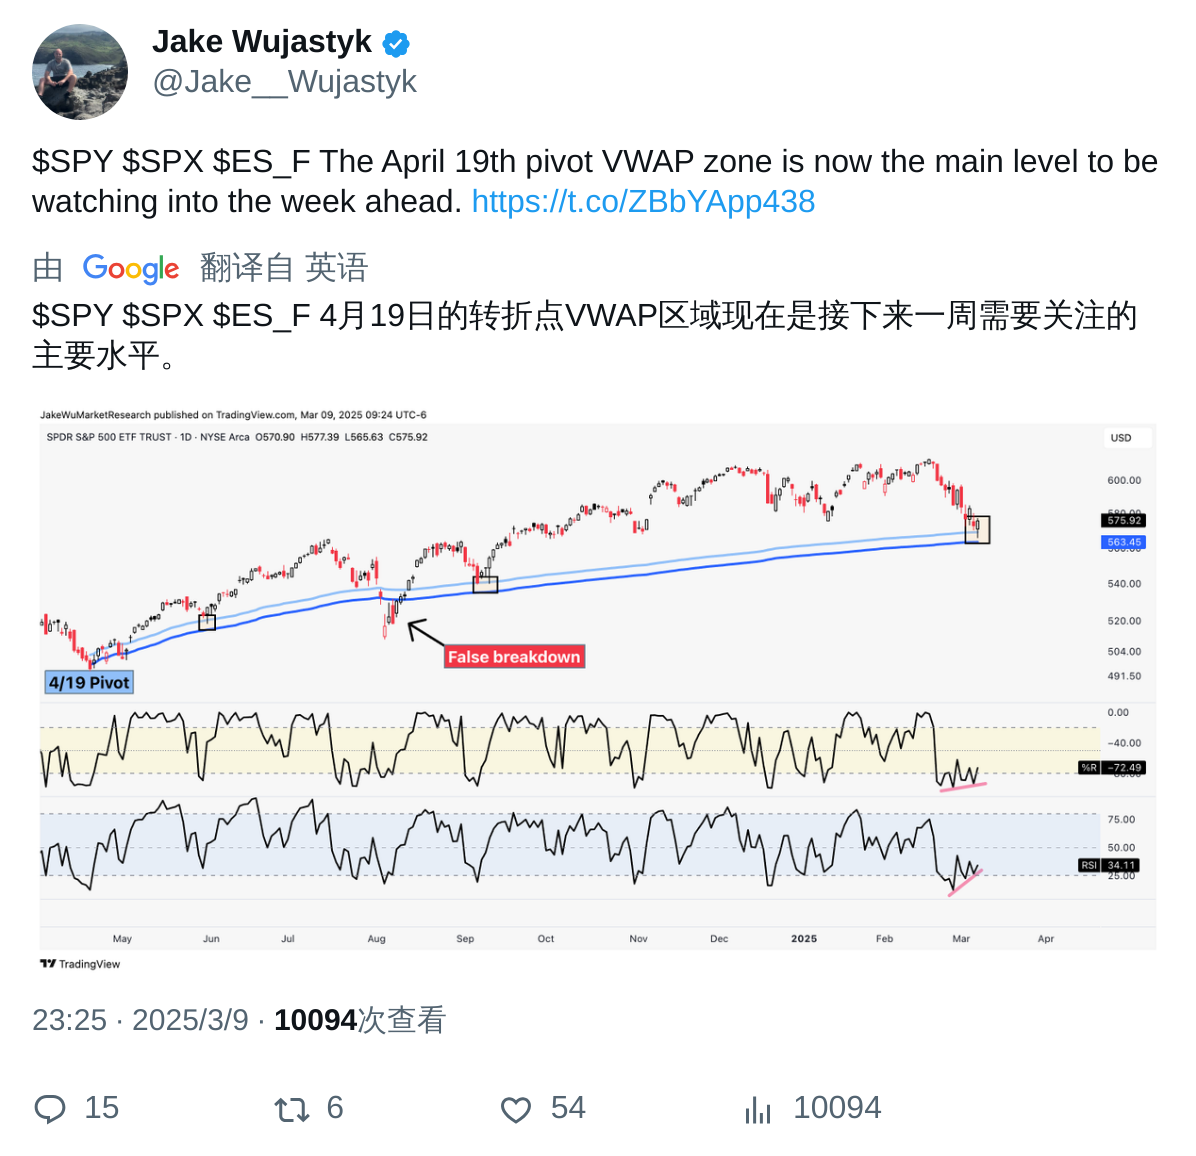 Jake Wujastyk
@Jake__Wujastyk
$SPY $SPX $ES_F The April 19th pivot VWAP zone is now the main level to be
watching into the week ahead. https://t.co/ZBbYApp438
由 Google 翻译自 英语
$SPY $SPX $ES_F 4月19日的转折点VWAP区域现在是接下来一周需要关注的
主要水平。
JakeWuMarketResearch published on TradingView.com, Mar 09, 2025 09:24 UTC-6
SPDR S&P 500 ETF TRUST · 1D · NYSE Arca O570.90 H577.39 L565.63 C575.92
USD
600.00
580.00
575.92
563.45
560.00
540.00
520.00
504.00
491.50
False breakdown
4/19 Pivot
0.00
−40.00
%R −72.49
−80.00
75.00
50.00
RSI 34.11
25.00
May Jun Jul Aug Sep Oct Nov Dec 2025 Feb Mar Apr
TradingView
23:25 · 2025/3/9 · 10094次查看
15 6 54 10094